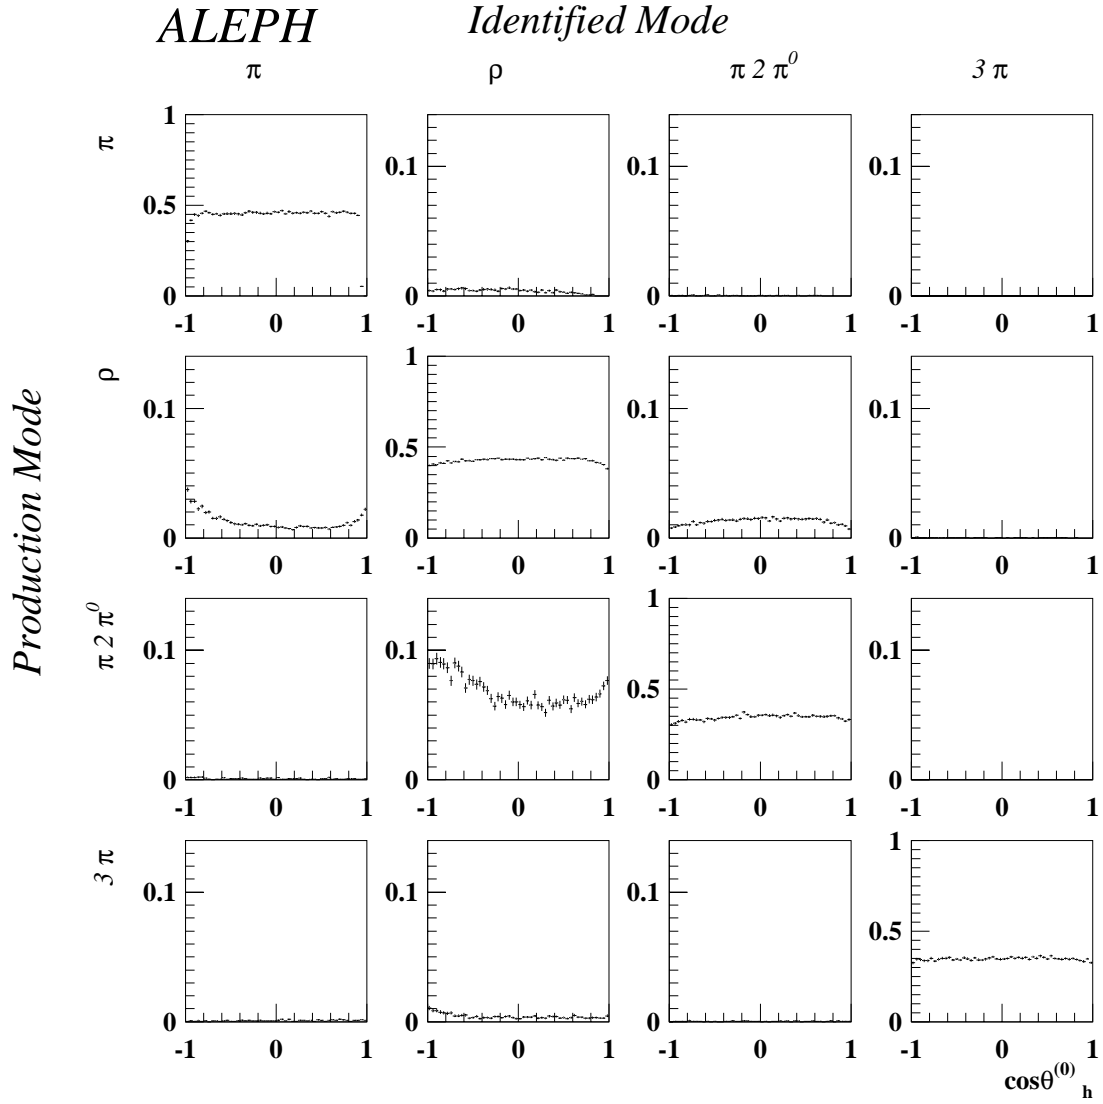 ALEPH Identified Mode
π ρ π 2 π⁰ 3 π
Production Mode
π
1 0.1 0.1 0.1
0.5
0 0 0 0
-1 0 1 -1 0 1 -1 0 1 -1 0 1
ρ
0.1 1 0.1 0.1
0.5
0 0 0 0
-1 0 1 -1 0 1 -1 0 1 -1 0 1
π 2 π⁰
0.1 0.1 1 0.1
0.5
0 0 0 0
-1 0 1 -1 0 1 -1 0 1 -1 0 1
3 π
0.1 0.1 0.1 1
0.5
0 0 0 0
-1 0 1 -1 0 1 -1 0 1 -1 0 1
cosθ⁽⁰⁾ₕ